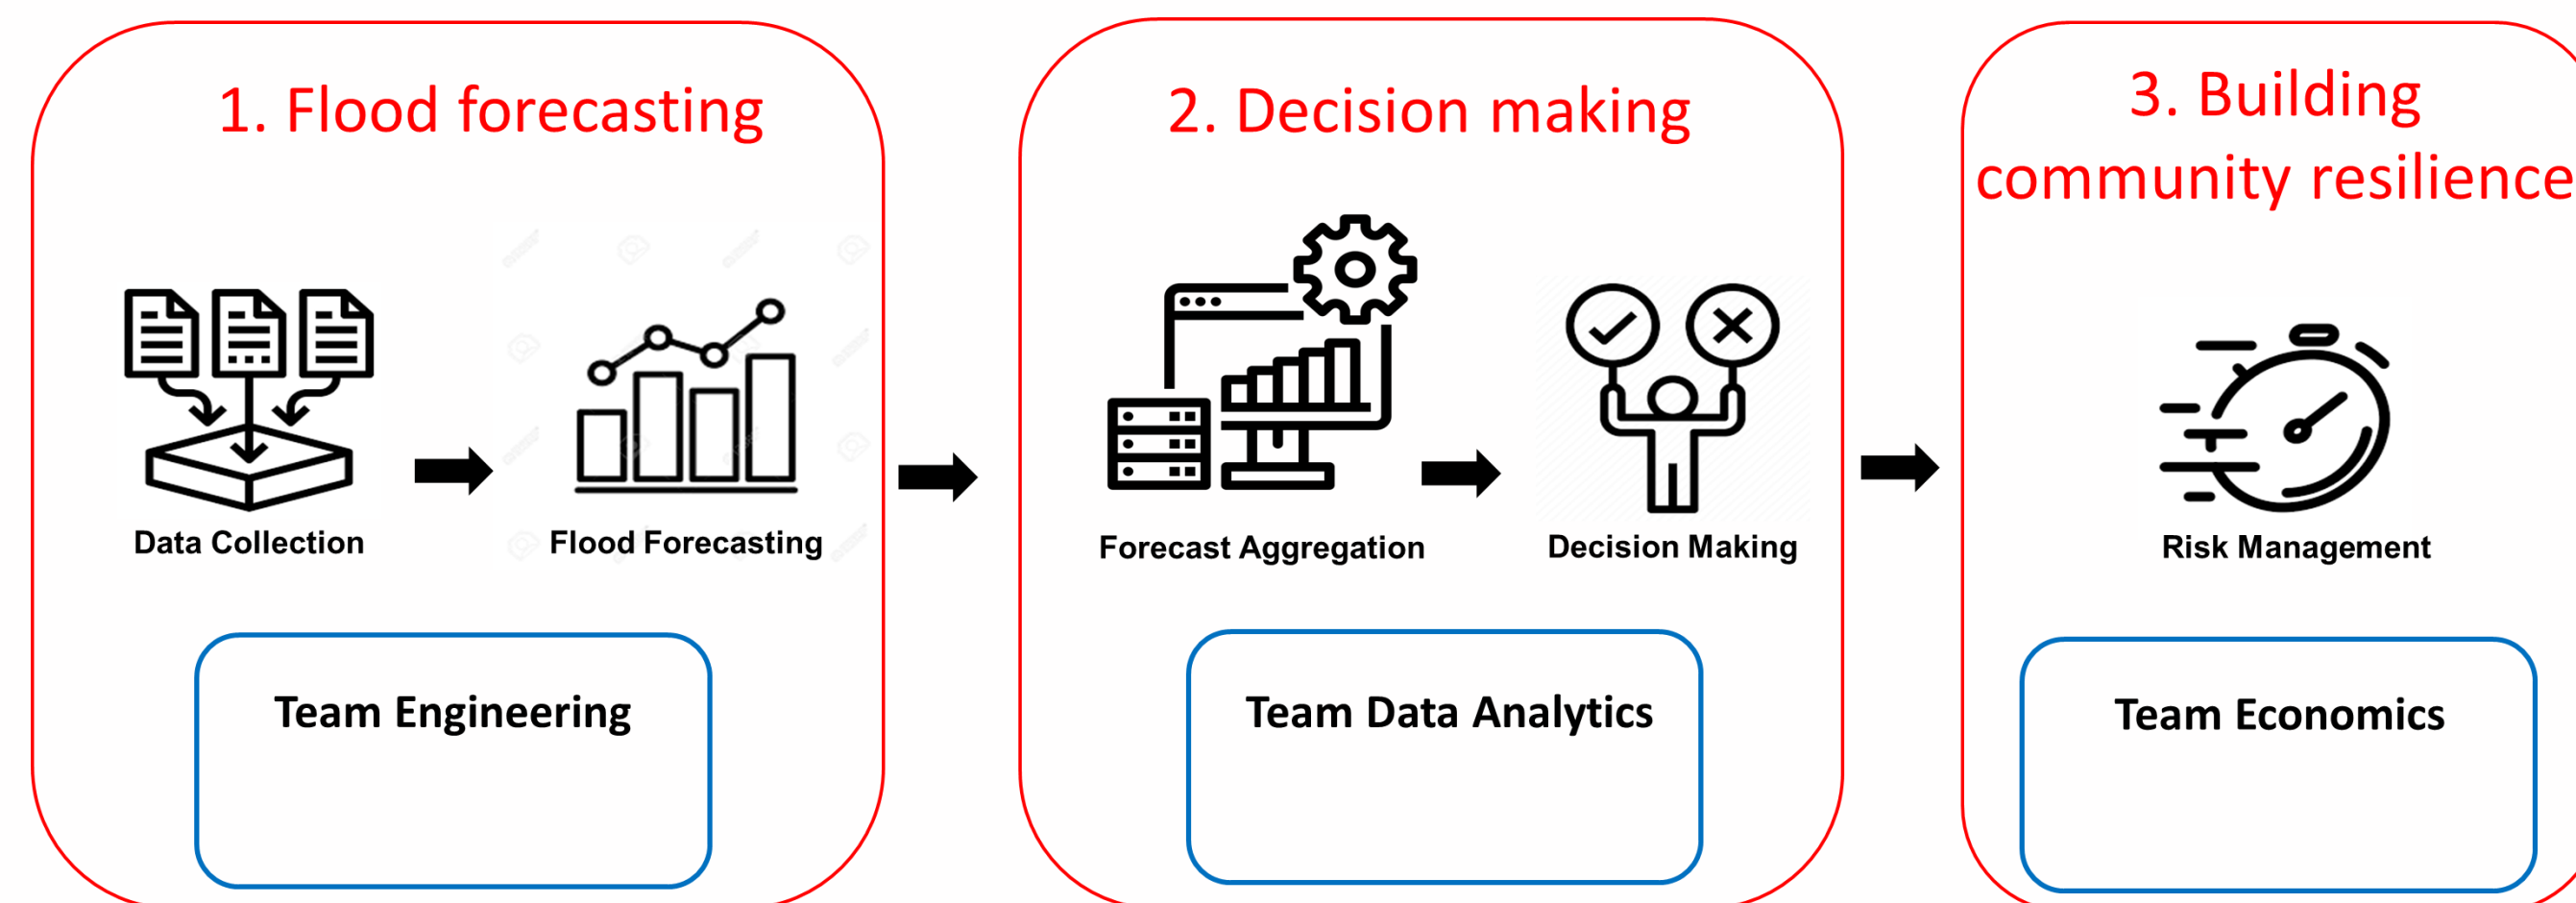 1. Flood forecasting
Data Collection
Flood Forecasting
Team Engineering
2. Decision making
Forecast Aggregation
Decision Making
Team Data Analytics
3. Building
community resilience
Risk Management
Team Economics